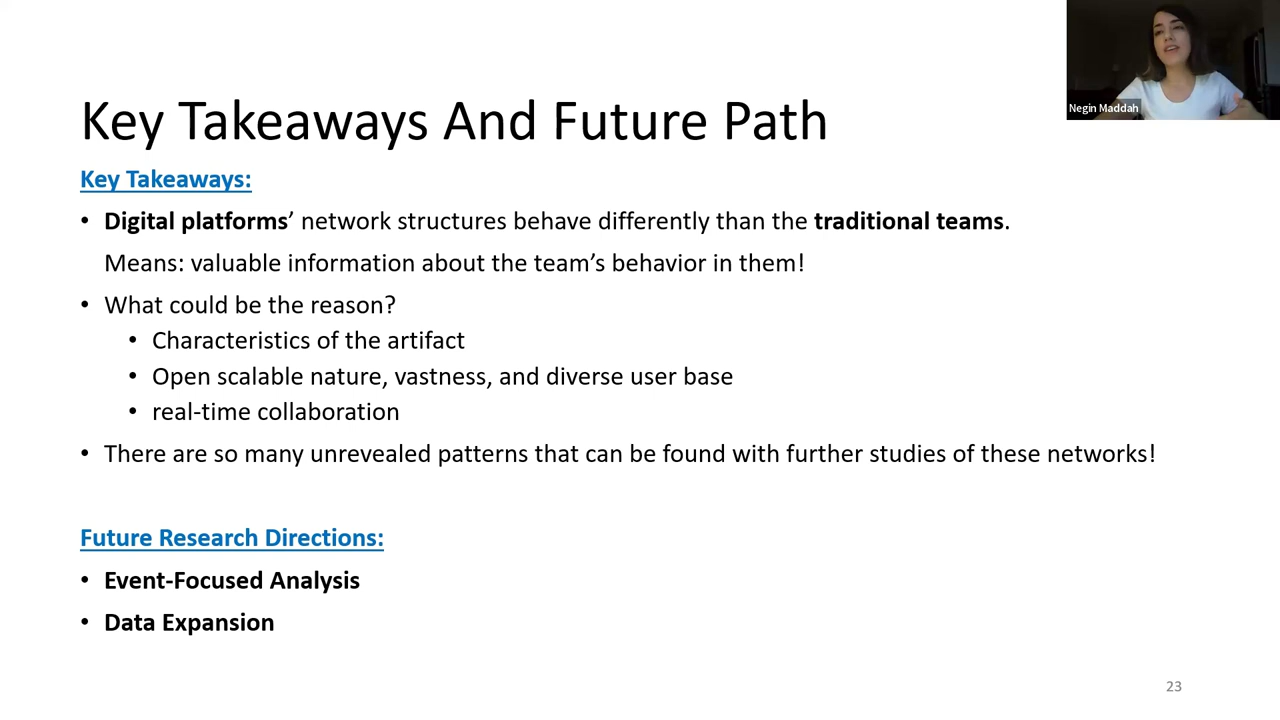 Negin Maddah
Key Takeaways And Future Path
Key Takeaways:
• Digital platforms’ network structures behave differently than the traditional teams.
Means: valuable information about the team’s behavior in them!
• What could be the reason?
• Characteristics of the artifact
• Open scalable nature, vastness, and diverse user base
• real-time collaboration
• There are so many unrevealed patterns that can be found with further studies of these networks!
Future Research Directions:
• Event-Focused Analysis
• Data Expansion
23